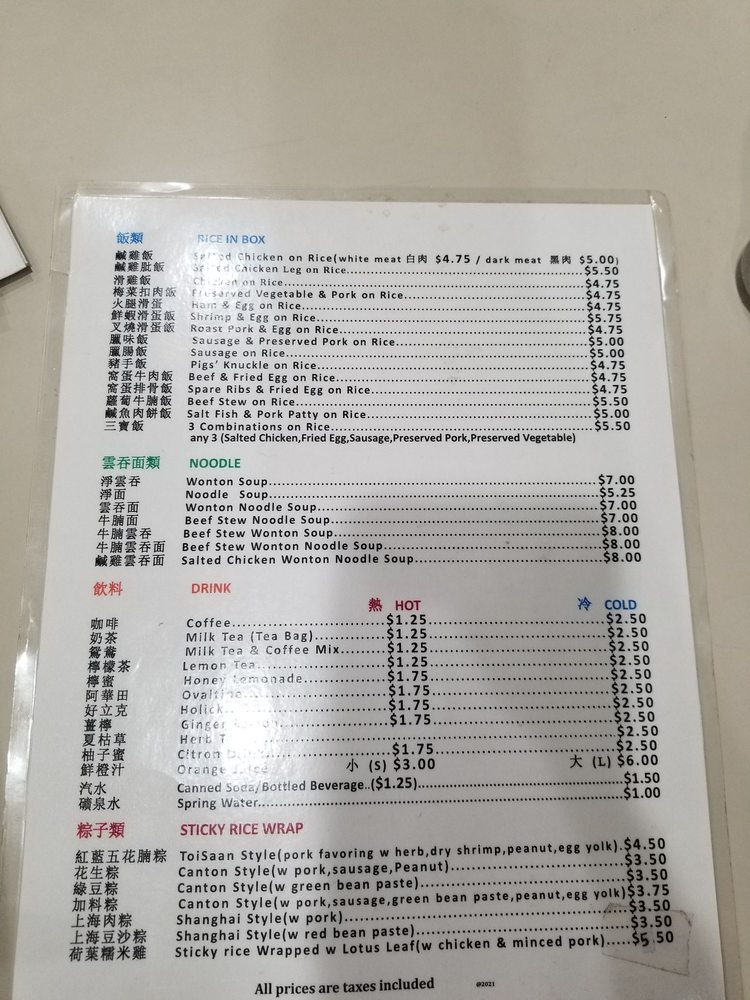 飯類 RICE IN BOX
鹹雞飯 Salted Chicken on Rice(white meat 白肉 $4.75 / dark meat 黑肉 $5.00)
鹹雞肶飯 Salted Chicken Leg on Rice $5.50
滑雞飯 Chicken on Rice $4.75
梅菜扣肉飯 Preserved Vegetable & Pork on Rice $4.75
火腿滑蛋 Ham & Egg on Rice $4.75
鮮蝦滑蛋飯 Shrimp & Egg on Rice $5.75
叉燒滑蛋飯 Roast Pork & Egg on Rice $4.75
臘味飯 Sausage & Preserved Pork on Rice $5.00
臘腸飯 Sausage on Rice $5.00
豬手飯 Pigs' Knuckle on Rice $4.75
窩蛋牛肉飯 Beef & Fried Egg on Rice $4.75
窩蛋排骨飯 Spare Ribs & Fried Egg on Rice $4.75
蘿蔔牛腩飯 Beef Stew on Rice $5.50
鹹魚肉餅飯 Salt Fish & Pork Patty on Rice $5.00
三寶飯 3 Combinations on Rice $5.50
any 3 (Salted Chicken,Fried Egg,Sausage,Preserved Pork,Preserved Vegetable)
雲吞面類 NOODLE
淨雲吞 Wonton Soup $7.00
淨面 Noodle Soup $5.25
雲吞面 Wonton Noodle Soup $7.00
牛腩面 Beef Stew Noodle Soup $7.00
牛腩雲吞 Beef Stew Wonton Soup $8.00
牛腩雲吞面 Beef Stew Wonton Noodle Soup $8.00
鹹雞雲吞面 Salted Chicken Wonton Noodle Soup $8.00
飲料 DRINK
熱 HOT 冷 COLD
咖啡 Coffee $1.25 $2.50
奶茶 Milk Tea (Tea Bag) $1.25 $2.50
鴛鴦 Milk Tea & Coffee Mix $1.25 $2.50
檸檬茶 Lemon Tea $1.25 $2.50
檸蜜 Honey Lemonade $1.75 $2.50
阿華田 Ovaltine $1.75 $2.50
好立克 Holick $1.75 $2.50
薑檸 Ginger $1.75 $2.50
夏枯草 Herb $2.50
柚子蜜 Citron $1.75 $2.50
鮮橙汁 Orange Juice 小 (S) $3.00 大 (L) $6.00
汽水 Canned Soda/Bottled Beverage..($1.25) $1.50
礦泉水 Spring Water $1.00
粽子類 STICKY RICE WRAP
紅藍五花腩粽 ToiSaan Style(pork favoring w herb,dry shrimp,peanut,egg yolk).$4.50
花生粽 Canton Style(w pork,sausage,Peanut) $3.50
綠豆粽 Canton Style(w green bean paste) $3.50
加料粽 Canton Style(w pork,sausage,green bean paste,peanut,egg yolk)$3.75
上海肉粽 Shanghai Style(w pork) $3.50
上海豆沙粽 Shanghai Style(w red bean paste) $3.50
荷葉糯米雞 Sticky rice Wrapped w Lotus Leaf(w chicken & minced pork) $5.50
All prices are taxes included @2021